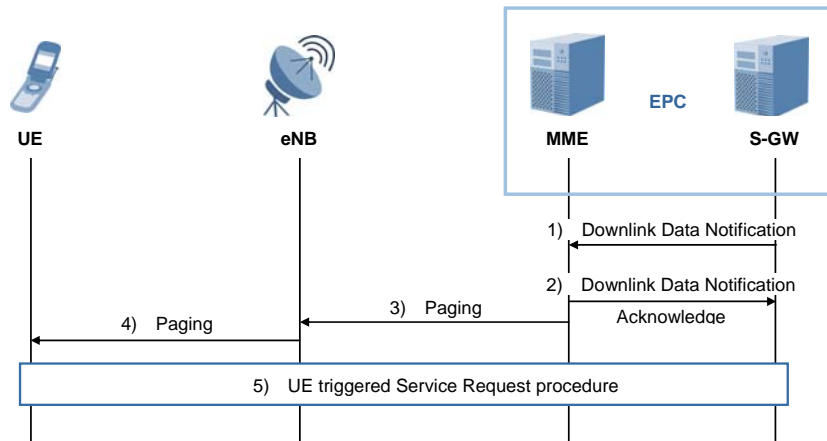 EPC
UE
eNB
MME
S-GW
1) Downlink Data Notification
2) Downlink Data Notification
Acknowledge
3) Paging
4) Paging
5) UE triggered Service Request procedure